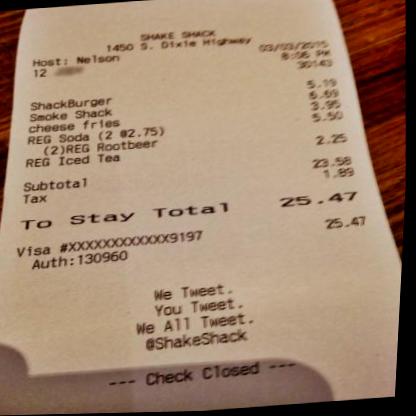 SHAKE SHACK
1450 S. Dixie Highway
Host: Nelson 03/03/2015
12 8:06 PM
30143
ShackBurger 5.19
Smoke Shack 6.69
cheese fries 3.95
REG Soda (2 @2.75) 5.50
(2)REG Rootbeer
REG Iced Tea 2.25
Subtotal 23.58
Tax 1.89
To Stay Total 25.47
Visa #XXXXXXXXXXXX9197 25.47
Auth:130960
We Tweet.
You Tweet.
We All Tweet.
@ShakeShack
--- Check Closed ---